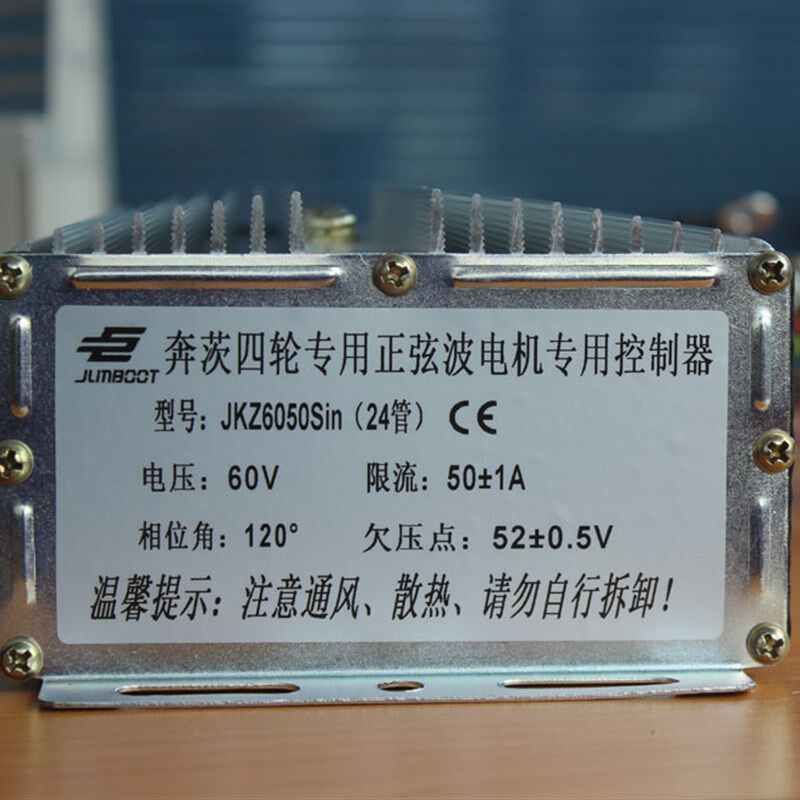 JUMBOOT
奔茨四轮专用正弦波电机专用控制器
型号：JKZ6050Sin（24管） CE
电压：60V 限流：50±1A
相位角：120° 欠压点：52±0.5V
温馨提示：注意通风、散热、请勿自行拆卸！